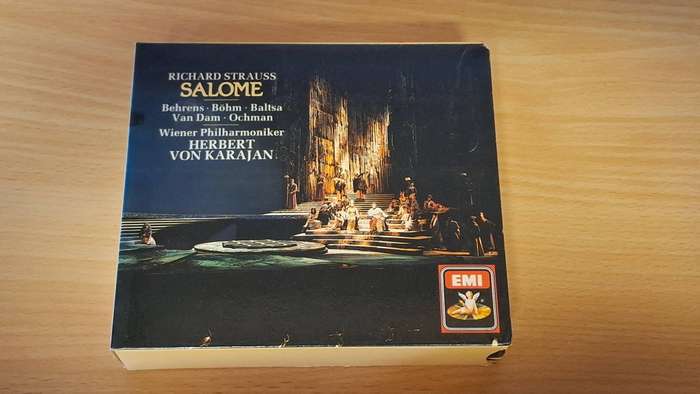 RICHARD STRAUSS
SALOME
Behrens · Böhm · Baltsa
Van Dam · Ochman
Wiener Philharmoniker
HERBERT
VON KARAJAN
EMI